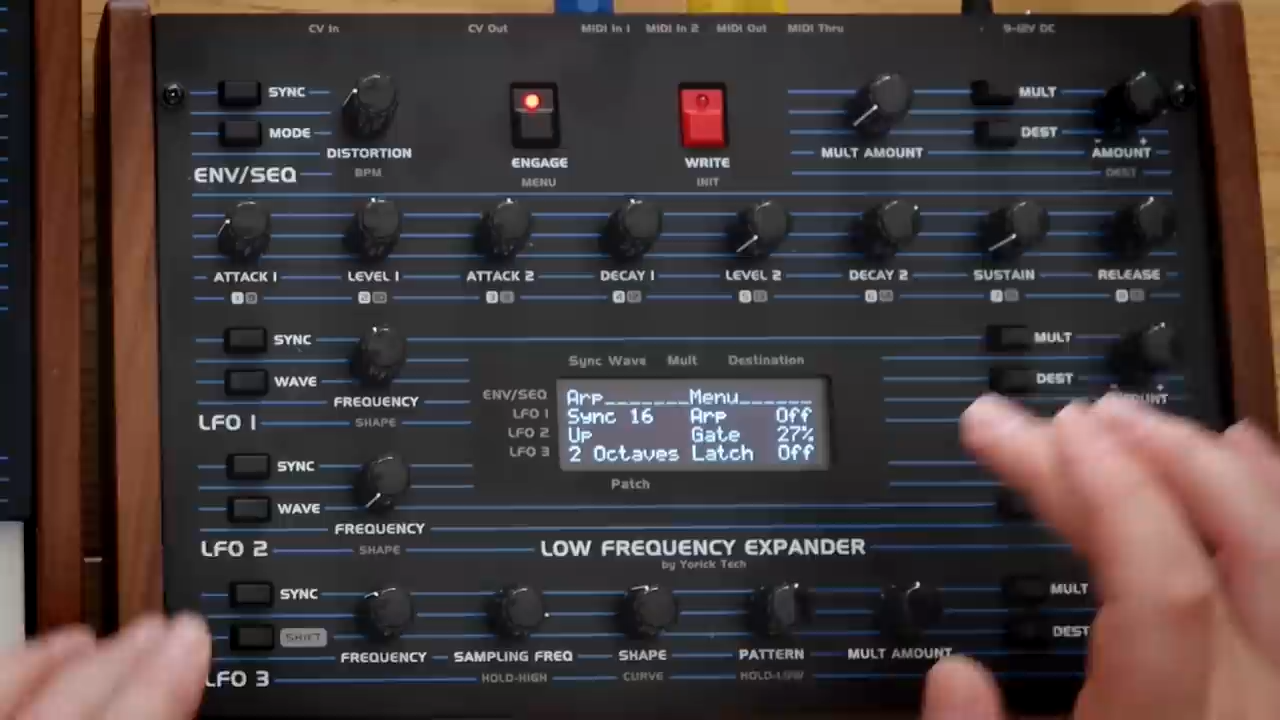 CV In CV Out MIDI In 1 MIDI In 2 MIDI Out MIDI Thru 9-12V DC
SYNC MULT
MODE DEST
DISTORTION ENGAGE WRITE MULT AMOUNT AMOUNT
BPM MENU INIT DEST
ENV/SEQ
ATTACK 1 LEVEL 1 ATTACK 2 DECAY 1 LEVEL 2 DECAY 2 SUSTAIN RELEASE
SYNC MULT
Sync Wave Mult Destination
WAVE DEST
FREQUENCY
SHAPE
LFO 1
ENV/SEQ Arp_______Menu______
LFO 1 Sync 16 Arp Off
LFO 2 Up Gate 27%
LFO 3 2 Octaves Latch Off
SYNC
Patch
WAVE
FREQUENCY
SHAPE
LFO 2
LOW FREQUENCY EXPANDER
by Yorick Tech
SYNC MULT
SHIFT DEST
FREQUENCY SAMPLING FREQ SHAPE PATTERN MULT AMOUNT
HOLD-HIGH CURVE HOLD-LOW
LFO 3